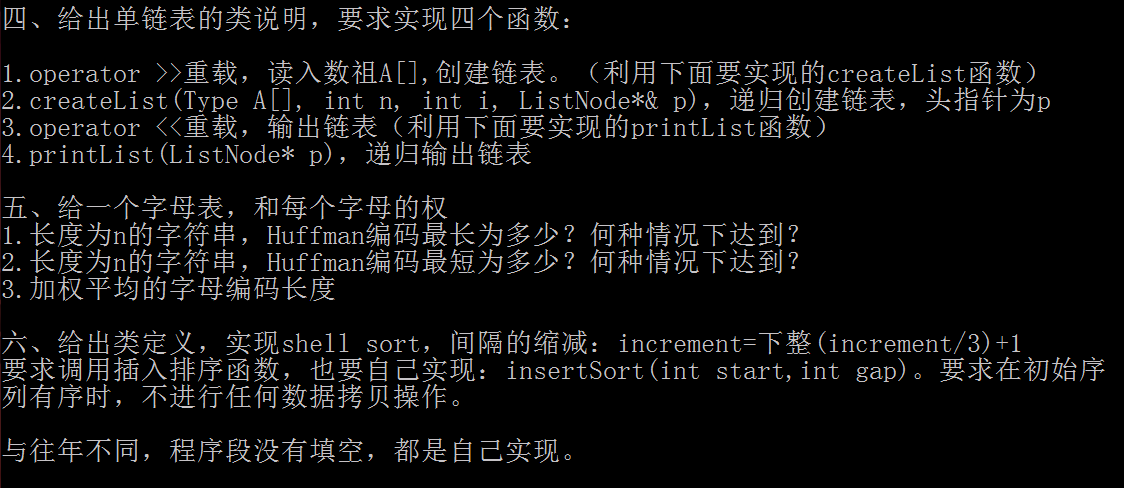 四、给出单链表的类说明，要求实现四个函数：
1.operator >>重载，读入数祖A[],创建链表。（利用下面要实现的createList函数）
2.createList(Type A[], int n, int i, ListNode*& p)，递归创建链表，头指针为p
3.operator <<重载，输出链表（利用下面要实现的printList函数）
4.printList(ListNode* p)，递归输出链表
五、给一个字母表，和每个字母的权
1.长度为n的字符串，Huffman编码最长为多少？何种情况下达到？
2.长度为n的字符串，Huffman编码最短为多少？何种情况下达到？
3.加权平均的字母编码长度
六、给出类定义，实现shell sort，间隔的缩减：increment=下整(increment/3)+1
要求调用插入排序函数，也要自己实现：insertSort(int start,int gap)。要求在初始序
列有序时，不进行任何数据拷贝操作。
与往年不同，程序段没有填空，都是自己实现。